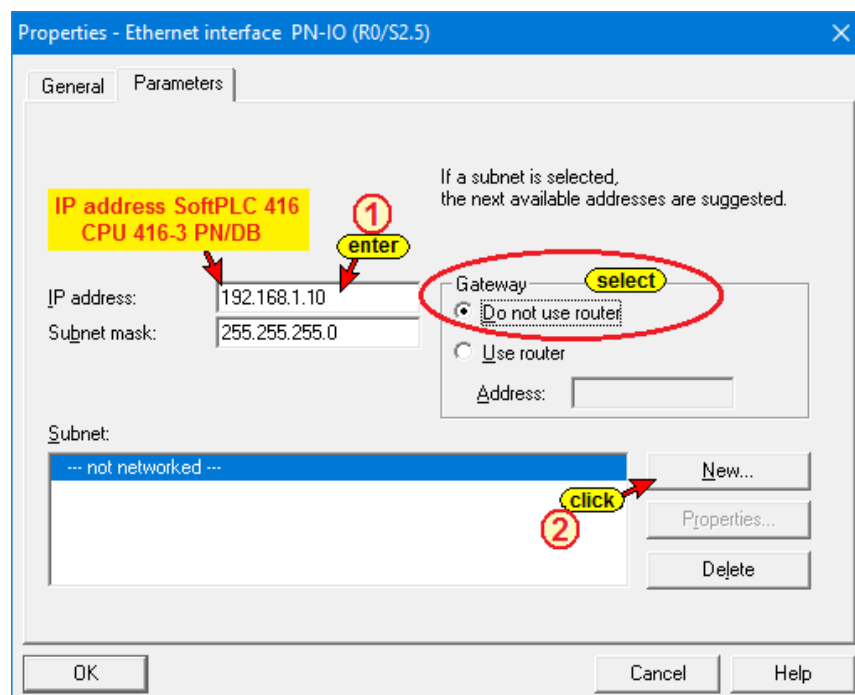 Properties - Ethernet interface PN-IO (R0/S2.5)
General Parameters
If a subnet is selected,
the next available addresses are suggested.
IP address SoftPLC 416
CPU 416-3 PN/DB
1
enter
Gateway
select
IP address:
192.168.1.10
Do not use router
Subnet mask:
255.255.255.0
Use router
Address:
Subnet:
--- not networked ---
New...
click
2
Properties...
Delete
OK
Cancel
Help